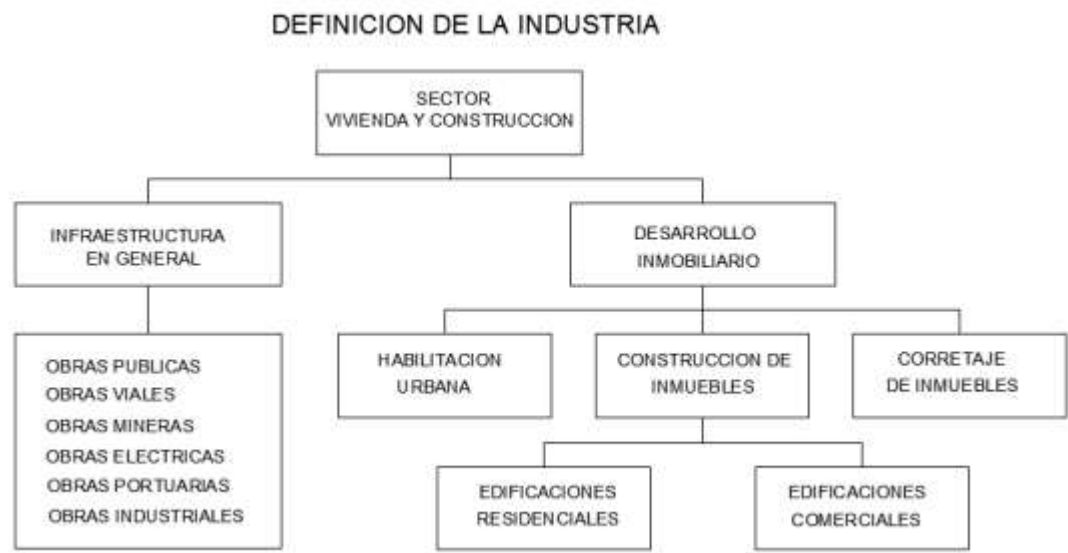 DEFINICION DE LA INDUSTRIA
SECTOR
VIVIENDA Y CONSTRUCCION
INFRAESTRUCTURA
EN GENERAL
DESARROLLO
INMOBILIARIO
OBRAS PUBLICAS
OBRAS VIALES
OBRAS MINERAS
OBRAS ELECTRICAS
OBRAS PORTUARIAS
OBRAS INDUSTRIALES
HABILITACION
URBANA
CONSTRUCCION DE
INMUEBLES
CORRETAJE
DE INMUEBLES
EDIFICACIONES
RESIDENCIALES
EDIFICACIONES
COMERCIALES